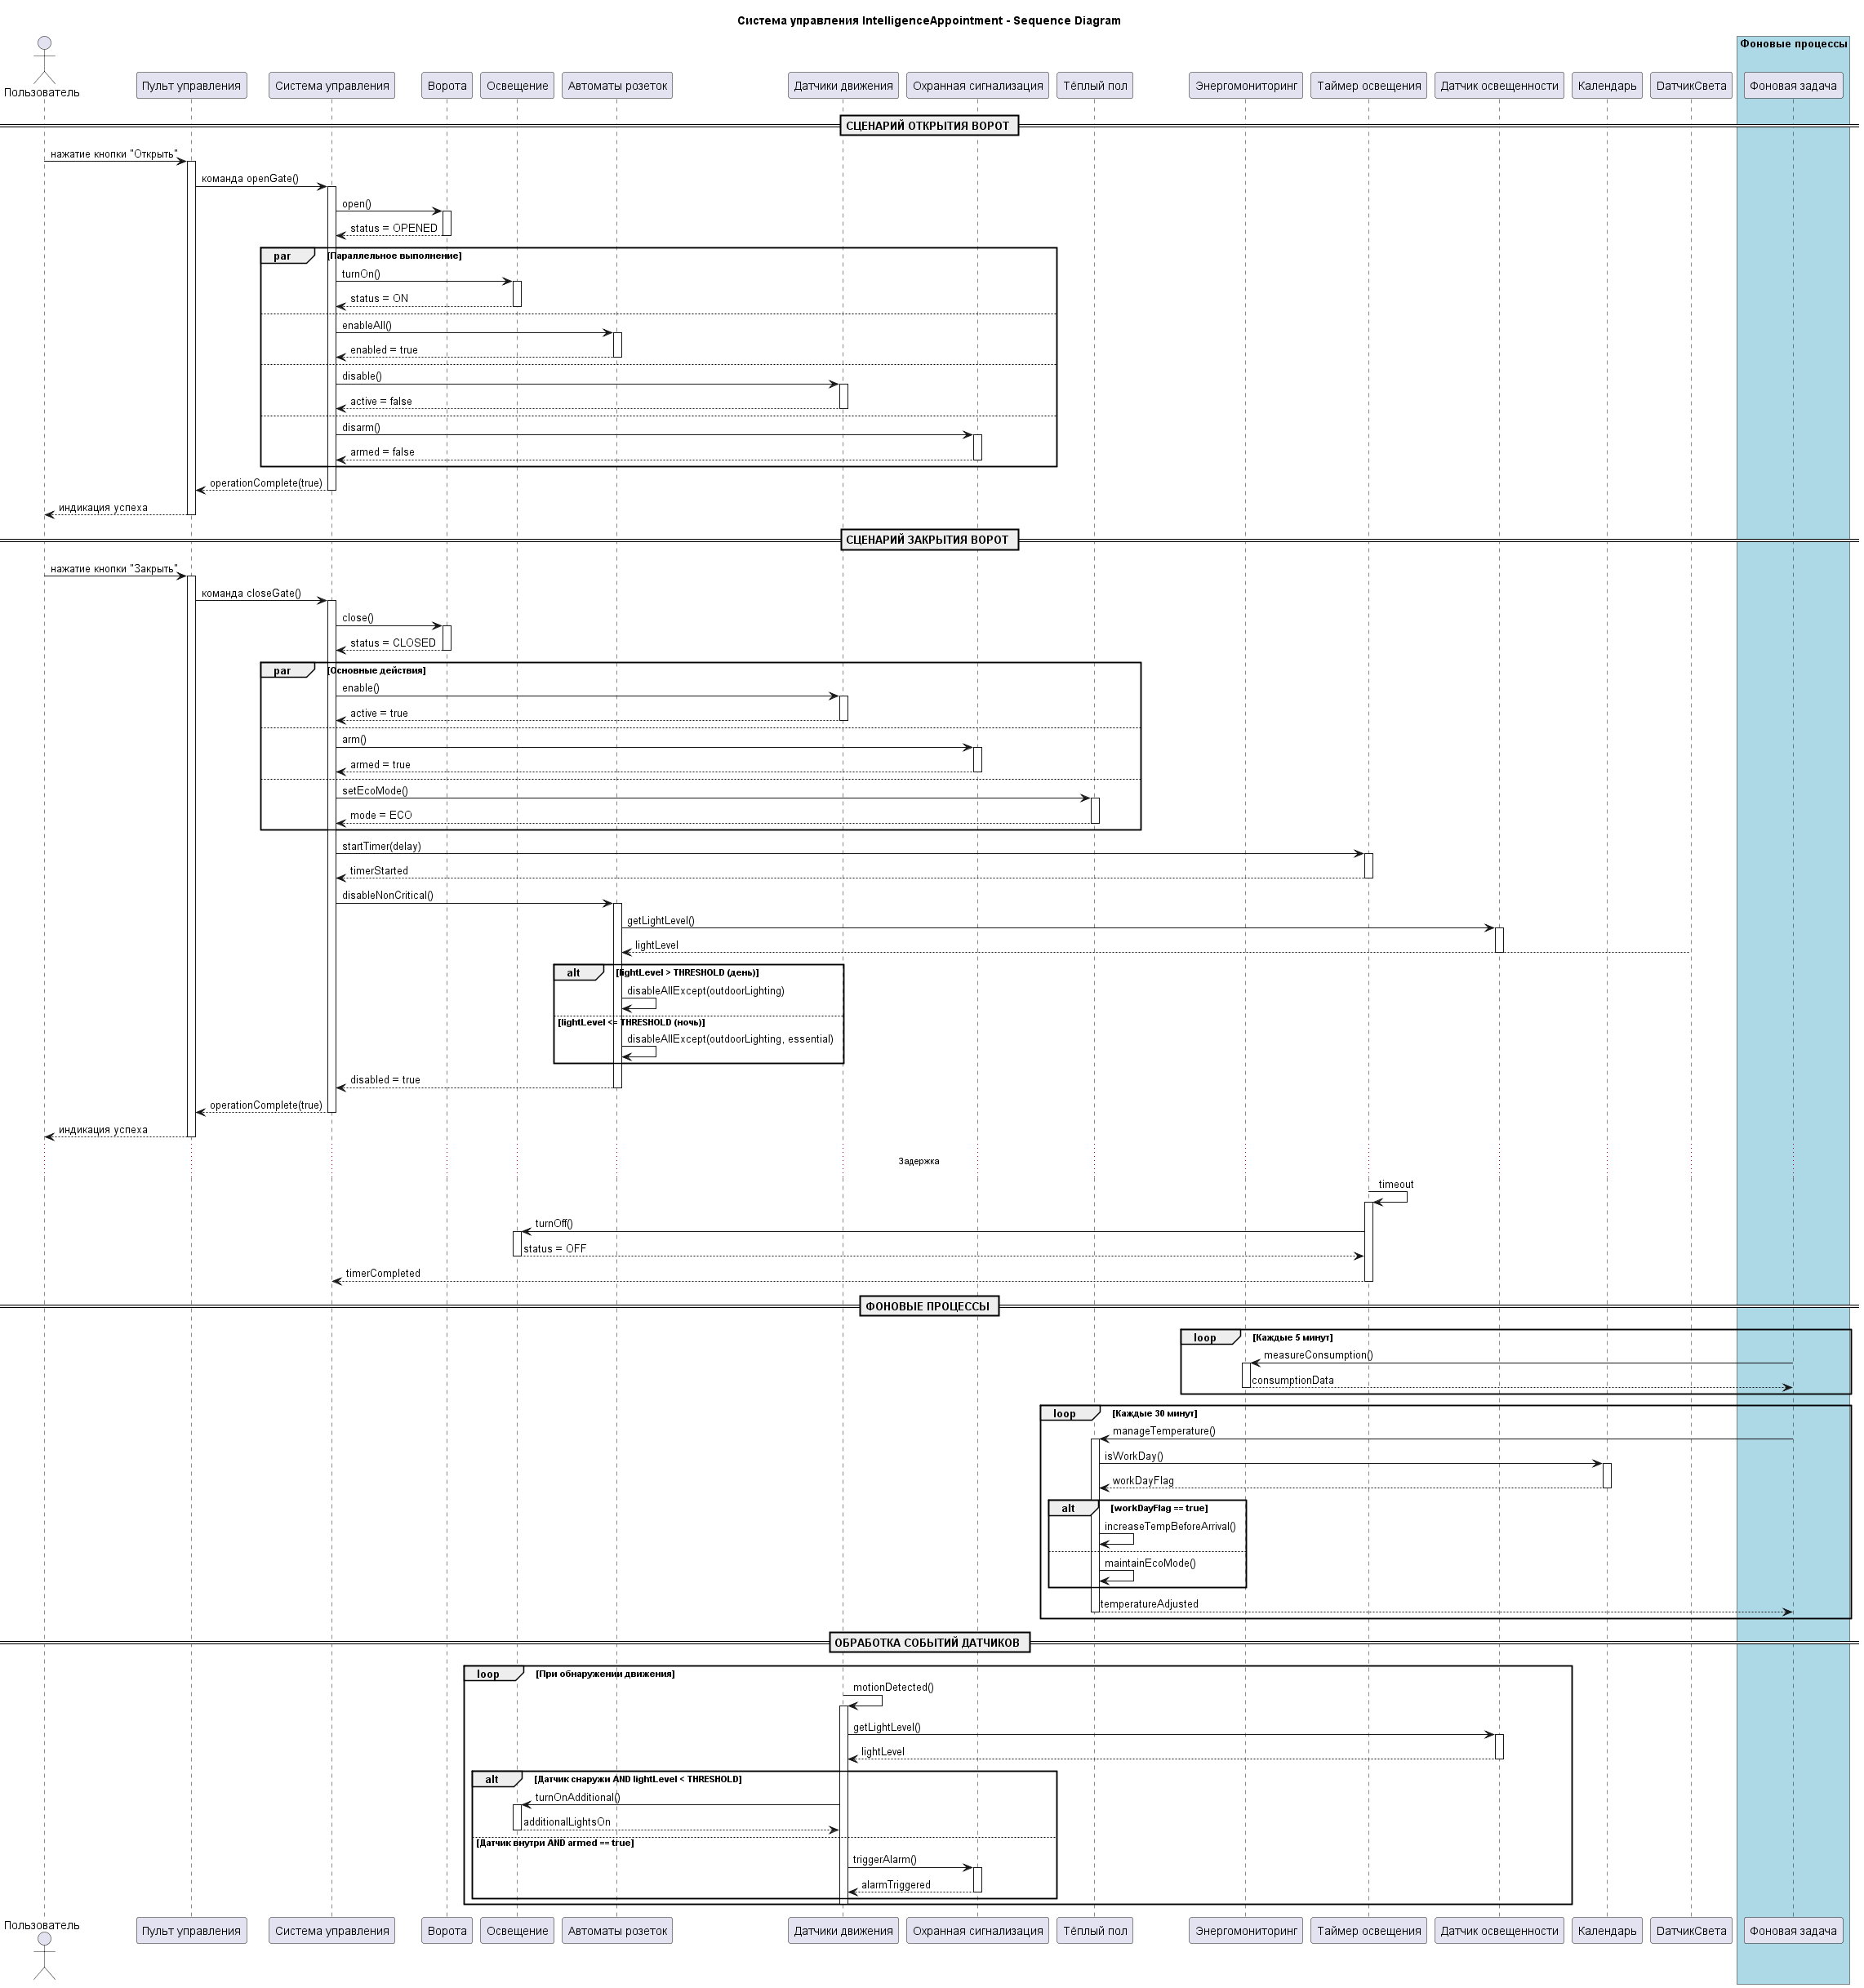 Система управления IntelligenceAppointment - Sequence Diagram
Фоновые процессы
Пользователь
Пульт управления
Система управления
Ворота
Освещение
Автоматы розеток
Датчики движения
Охранная сигнализация
Тёплый пол
Энергомониторинг
Таймер освещения
Датчик освещенности
Календарь
DатчикСвета
Фоновая задача
СЦЕНАРИЙ ОТКРЫТИЯ ВОРОТ
нажатие кнопки "Открыть"
команда openGate()
open()
status = OPENED
par [Параллельное выполнение]
turnOn()
status = ON
enableAll()
enabled = true
disable()
active = false
disarm()
armed = false
operationComplete(true)
индикация успеха
СЦЕНАРИЙ ЗАКРЫТИЯ ВОРОТ
нажатие кнопки "Закрыть"
команда closeGate()
close()
status = CLOSED
par [Основные действия]
enable()
active = true
arm()
armed = true
setEcoMode()
mode = ECO
startTimer(delay)
timerStarted
disableNonCritical()
getLightLevel()
lightLevel
alt [lightLevel > THRESHOLD (день)]
disableAllExcept(outdoorLighting)
[lightLevel <= THRESHOLD (ночь)]
disableAllExcept(outdoorLighting, essential)
disabled = true
operationComplete(true)
индикация успеха
Задержка
timeout
turnOff()
status = OFF
timerCompleted
ФОНОВЫЕ ПРОЦЕССЫ
loop [Каждые 5 минут]
measureConsumption()
consumptionData
loop [Каждые 30 минут]
manageTemperature()
isWorkDay()
workDayFlag
alt [workDayFlag == true]
increaseTempBeforeArrival()
maintainEcoMode()
temperatureAdjusted
ОБРАБОТКА СОБЫТИЙ ДАТЧИКОВ
loop [При обнаружении движения]
motionDetected()
getLightLevel()
lightLevel
alt [Датчик снаружи AND lightLevel < THRESHOLD]
turnOnAdditional()
additionalLightsOn
[Датчик внутри AND armed == true]
triggerAlarm()
alarmTriggered
Пользователь
Пульт управления
Система управления
Ворота
Освещение
Автоматы розеток
Датчики движения
Охранная сигнализация
Тёплый пол
Энергомониторинг
Таймер освещения
Датчик освещенности
Календарь
DатчикСвета
Фоновая задача